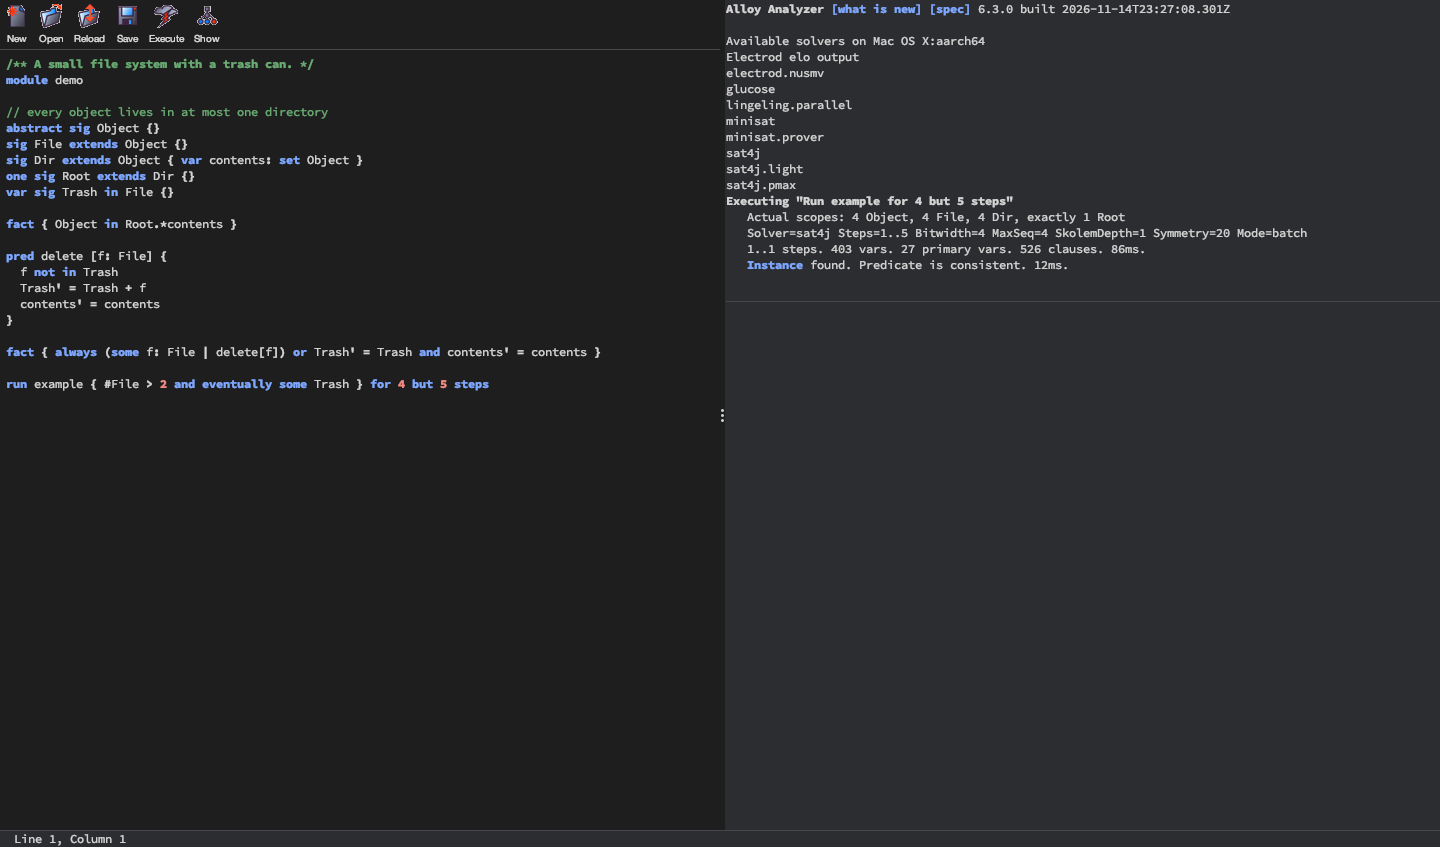 New Open Reload Save Execute Show
/** A small file system with a trash can. */
module demo
// every object lives in at most one directory
abstract sig Object {}
sig File extends Object {}
sig Dir extends Object { var contents: set Object }
one sig Root extends Dir {}
var sig Trash in File {}
fact { Object in Root.*contents }
pred delete [f: File] {
  f not in Trash
  Trash' = Trash + f
  contents' = contents
}
fact { always (some f: File | delete[f]) or Trash' = Trash and contents' = contents }
run example { #File > 2 and eventually some Trash } for 4 but 5 steps
Alloy Analyzer [what is new] [spec] 6.3.0 built 2026-11-14T23:27:08.301Z
Available solvers on Mac OS X:aarch64
Electrod elo output
electrod.nusmv
glucose
lingeling.parallel
minisat
minisat.prover
sat4j
sat4j.light
sat4j.pmax
Executing "Run example for 4 but 5 steps"
   Actual scopes: 4 Object, 4 File, 4 Dir, exactly 1 Root
   Solver=sat4j Steps=1..5 Bitwidth=4 MaxSeq=4 SkolemDepth=1 Symmetry=20 Mode=batch
   1..1 steps. 403 vars. 27 primary vars. 526 clauses. 86ms.
   Instance found. Predicate is consistent. 12ms.
Line 1, Column 1